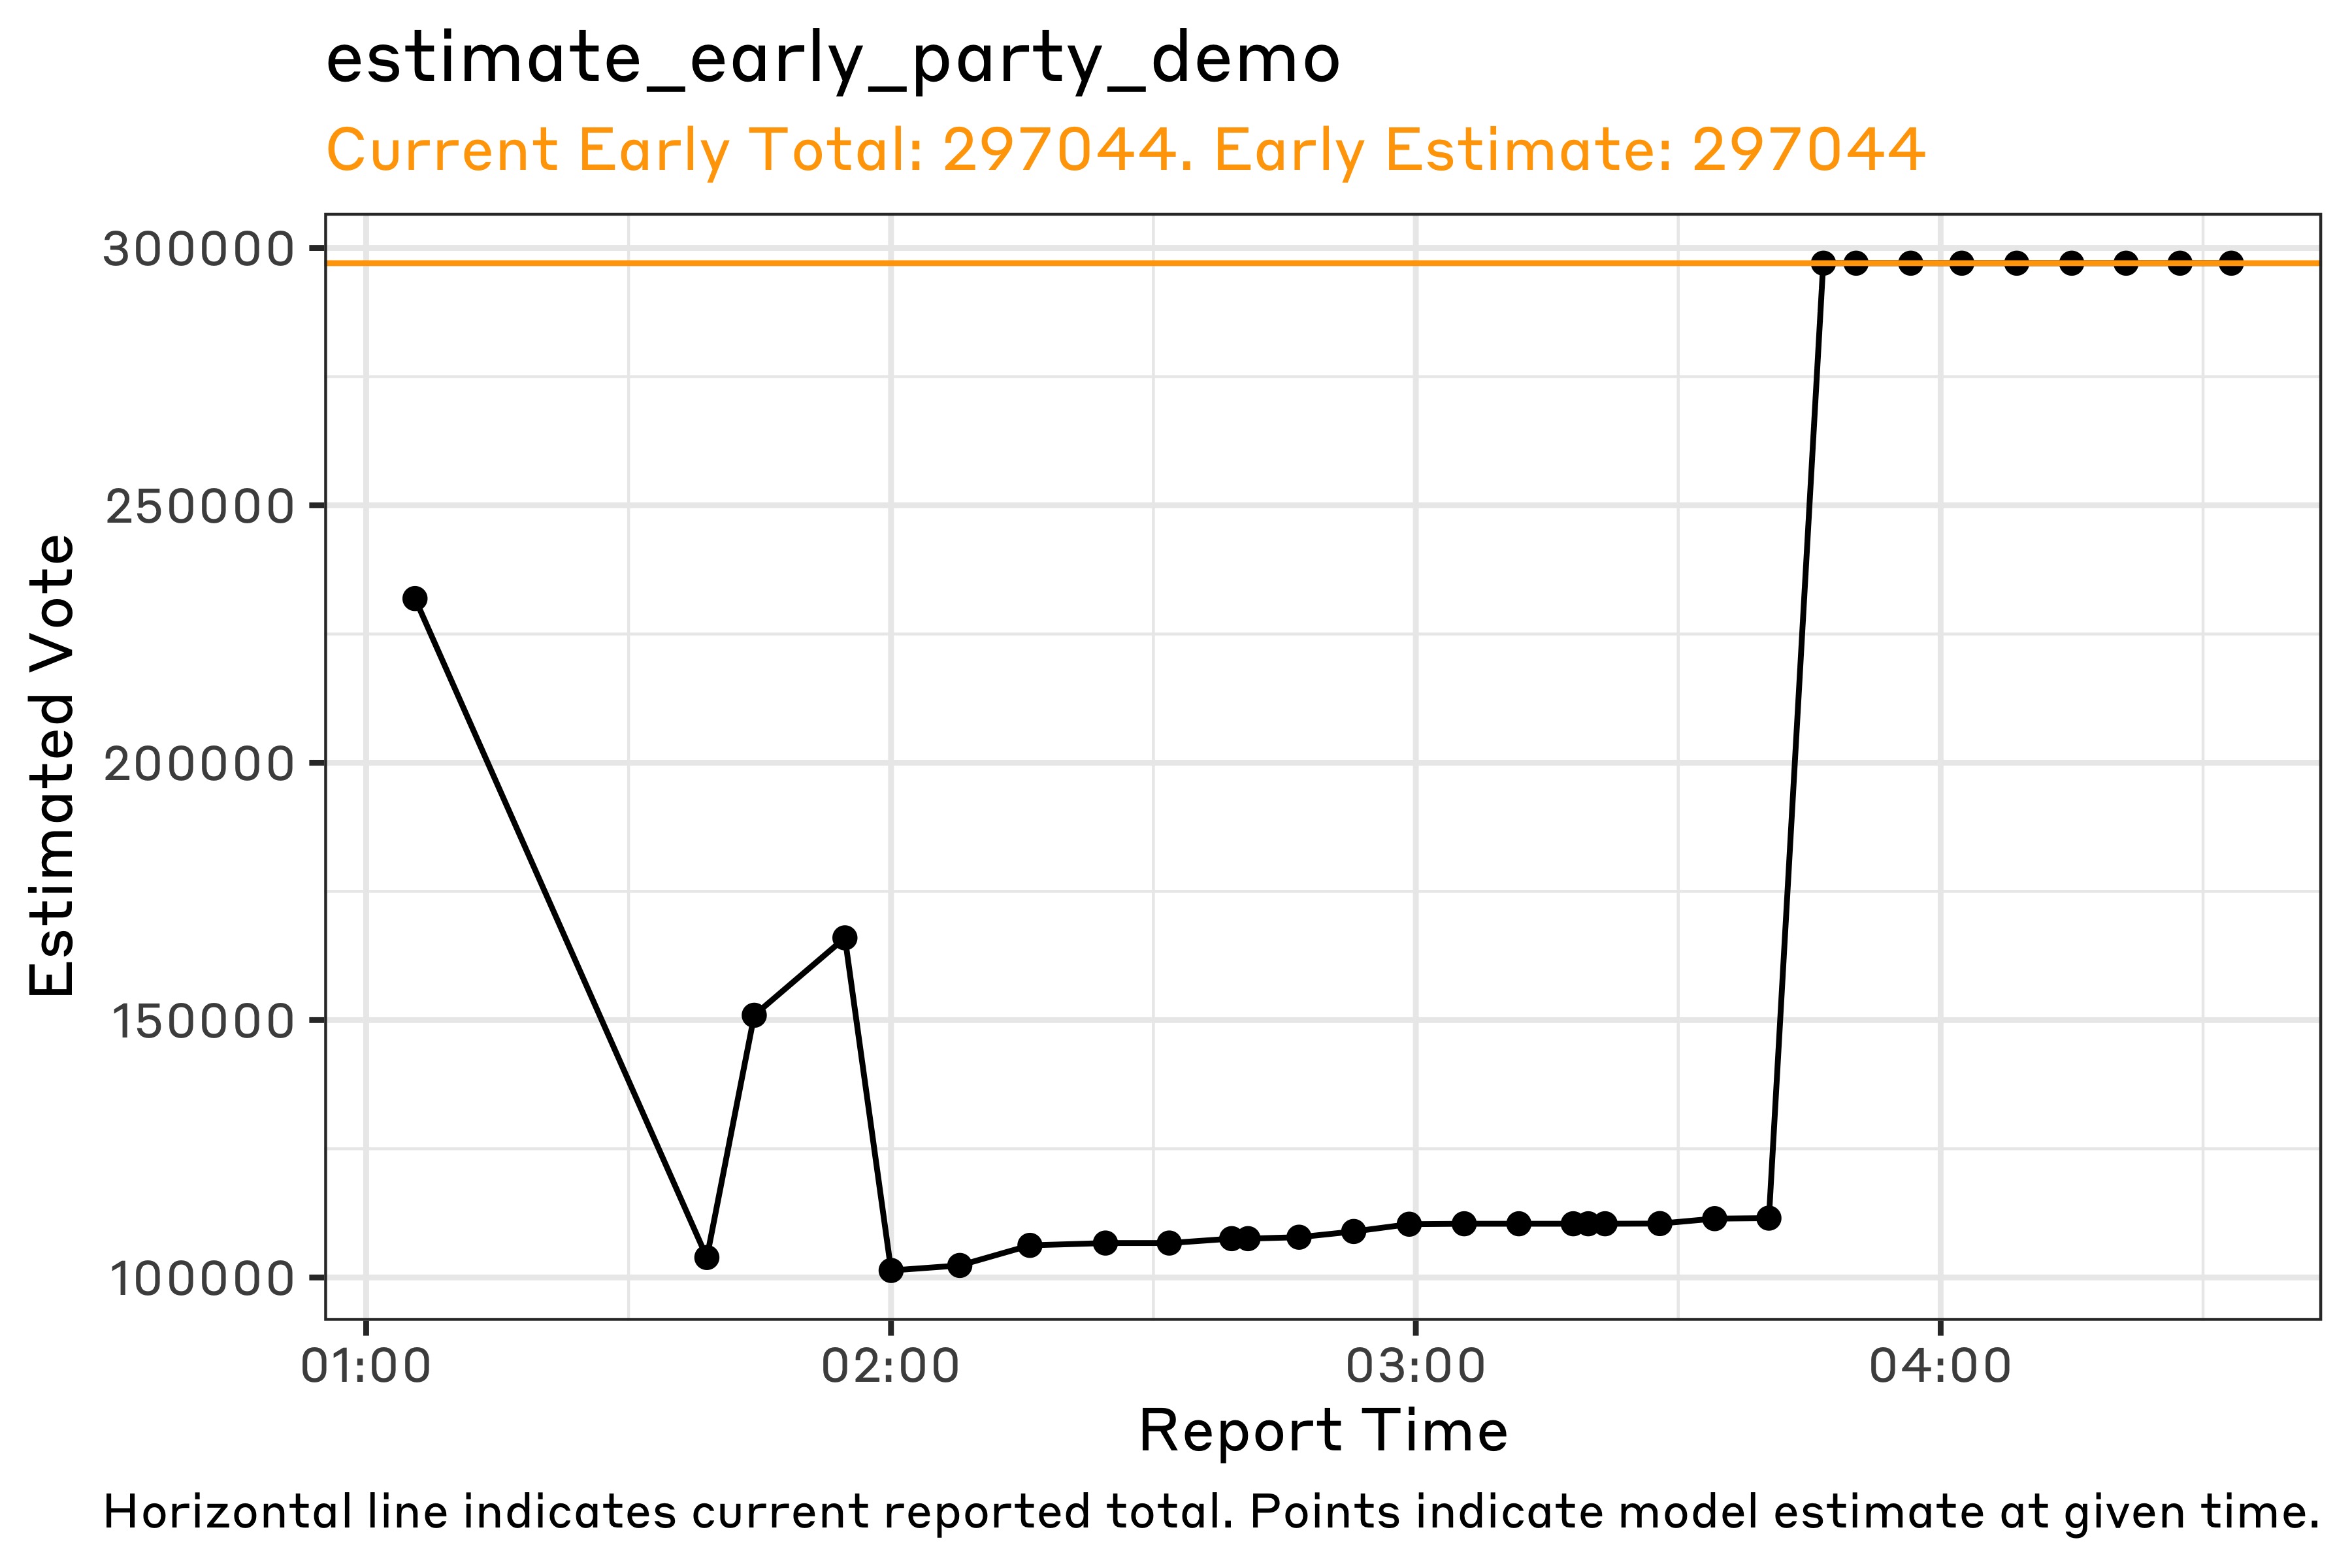 estimate_early_party_demo
Current Early Total: 297044. Early Estimate: 297044
300000
250000
200000
150000
100000
Estimated Vote
01:00 02:00 03:00 04:00
Report Time
Horizontal line indicates current reported total. Points indicate model estimate at given time.